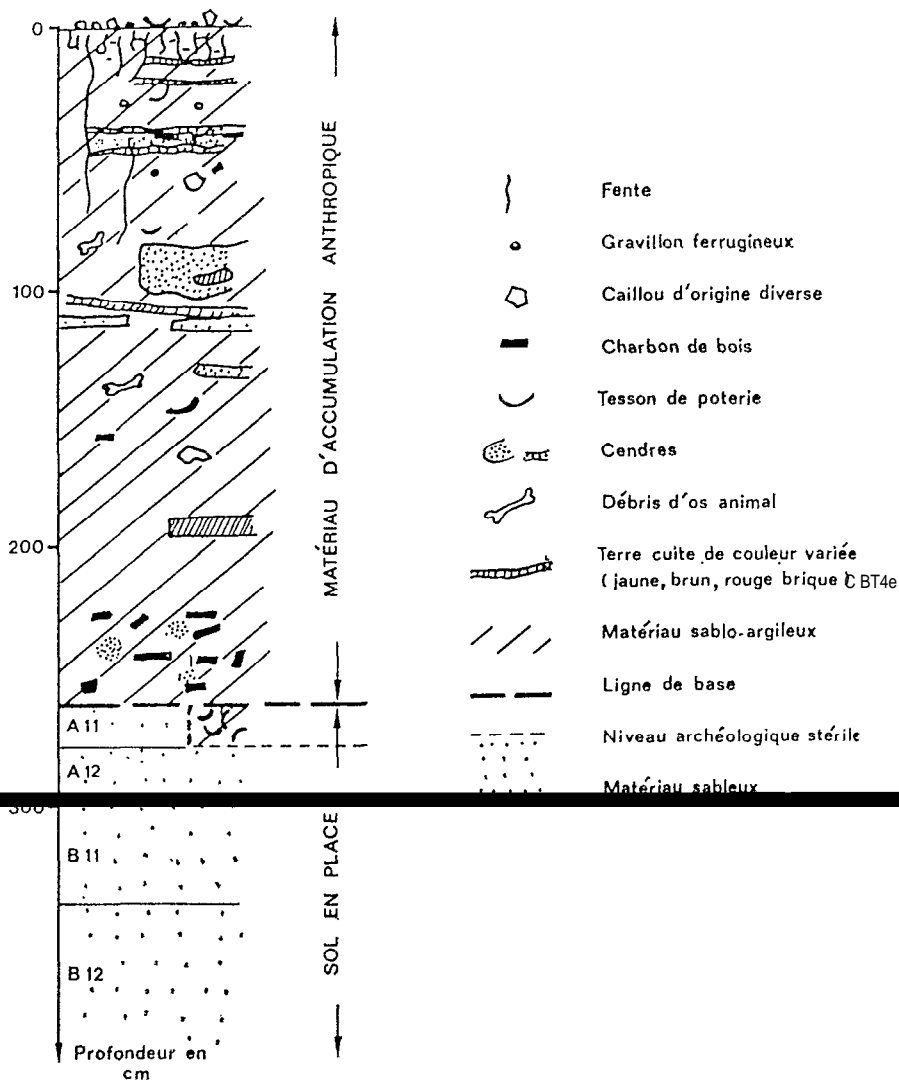 0
100
200
300
A 11
A 12
B 11
B 12
Profondeur en
cm
MATÉRIAU D'ACCUMULATION ANTHROPIQUE
SOL EN PLACE
Fente
Gravillon ferrugineux
Caillou d'origine diverse
Charbon de bois
Tesson de poterie
Cendres
Débris d'os animal
Terre cuite de couleur variée
(jaune, brun, rouge brique) CBT4e
Matériau sablo-argileux
Ligne de base
Niveau archéologique stérile
Matériau sableux